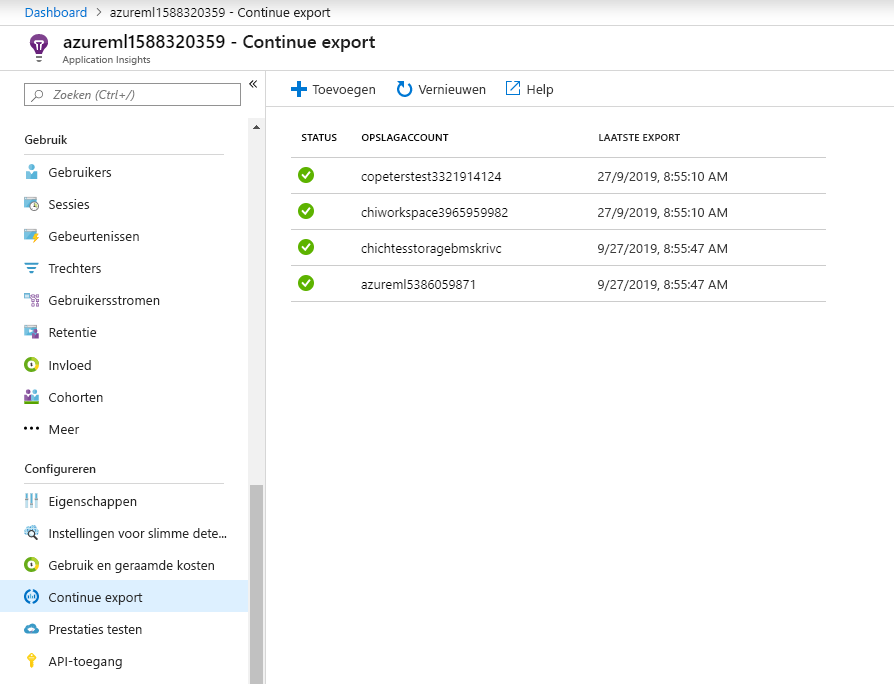 Dashboard > azureml1588320359 - Continue export
azureml1588320359 - Continue export
Application Insights
Zoeken (Ctrl+/)
«
Gebruik
Gebruikers
Sessies
Gebeurtenissen
Trechters
Gebruikersstromen
Retentie
Invloed
Cohorten
Meer
Configureren
Eigenschappen
Instellingen voor slimme dete...
Gebruik en geraamde kosten
Continue export
Prestaties testen
API-toegang
Toevoegen Vernieuwen Help
STATUS OPSLAGACCOUNT LAATSTE EXPORT
copeterstest3321914124 27/9/2019, 8:55:10 AM
chiworkspace3965959982 27/9/2019, 8:55:10 AM
chichtesstoragebmskrivc 9/27/2019, 8:55:47 AM
azureml5386059871 9/27/2019, 8:55:47 AM